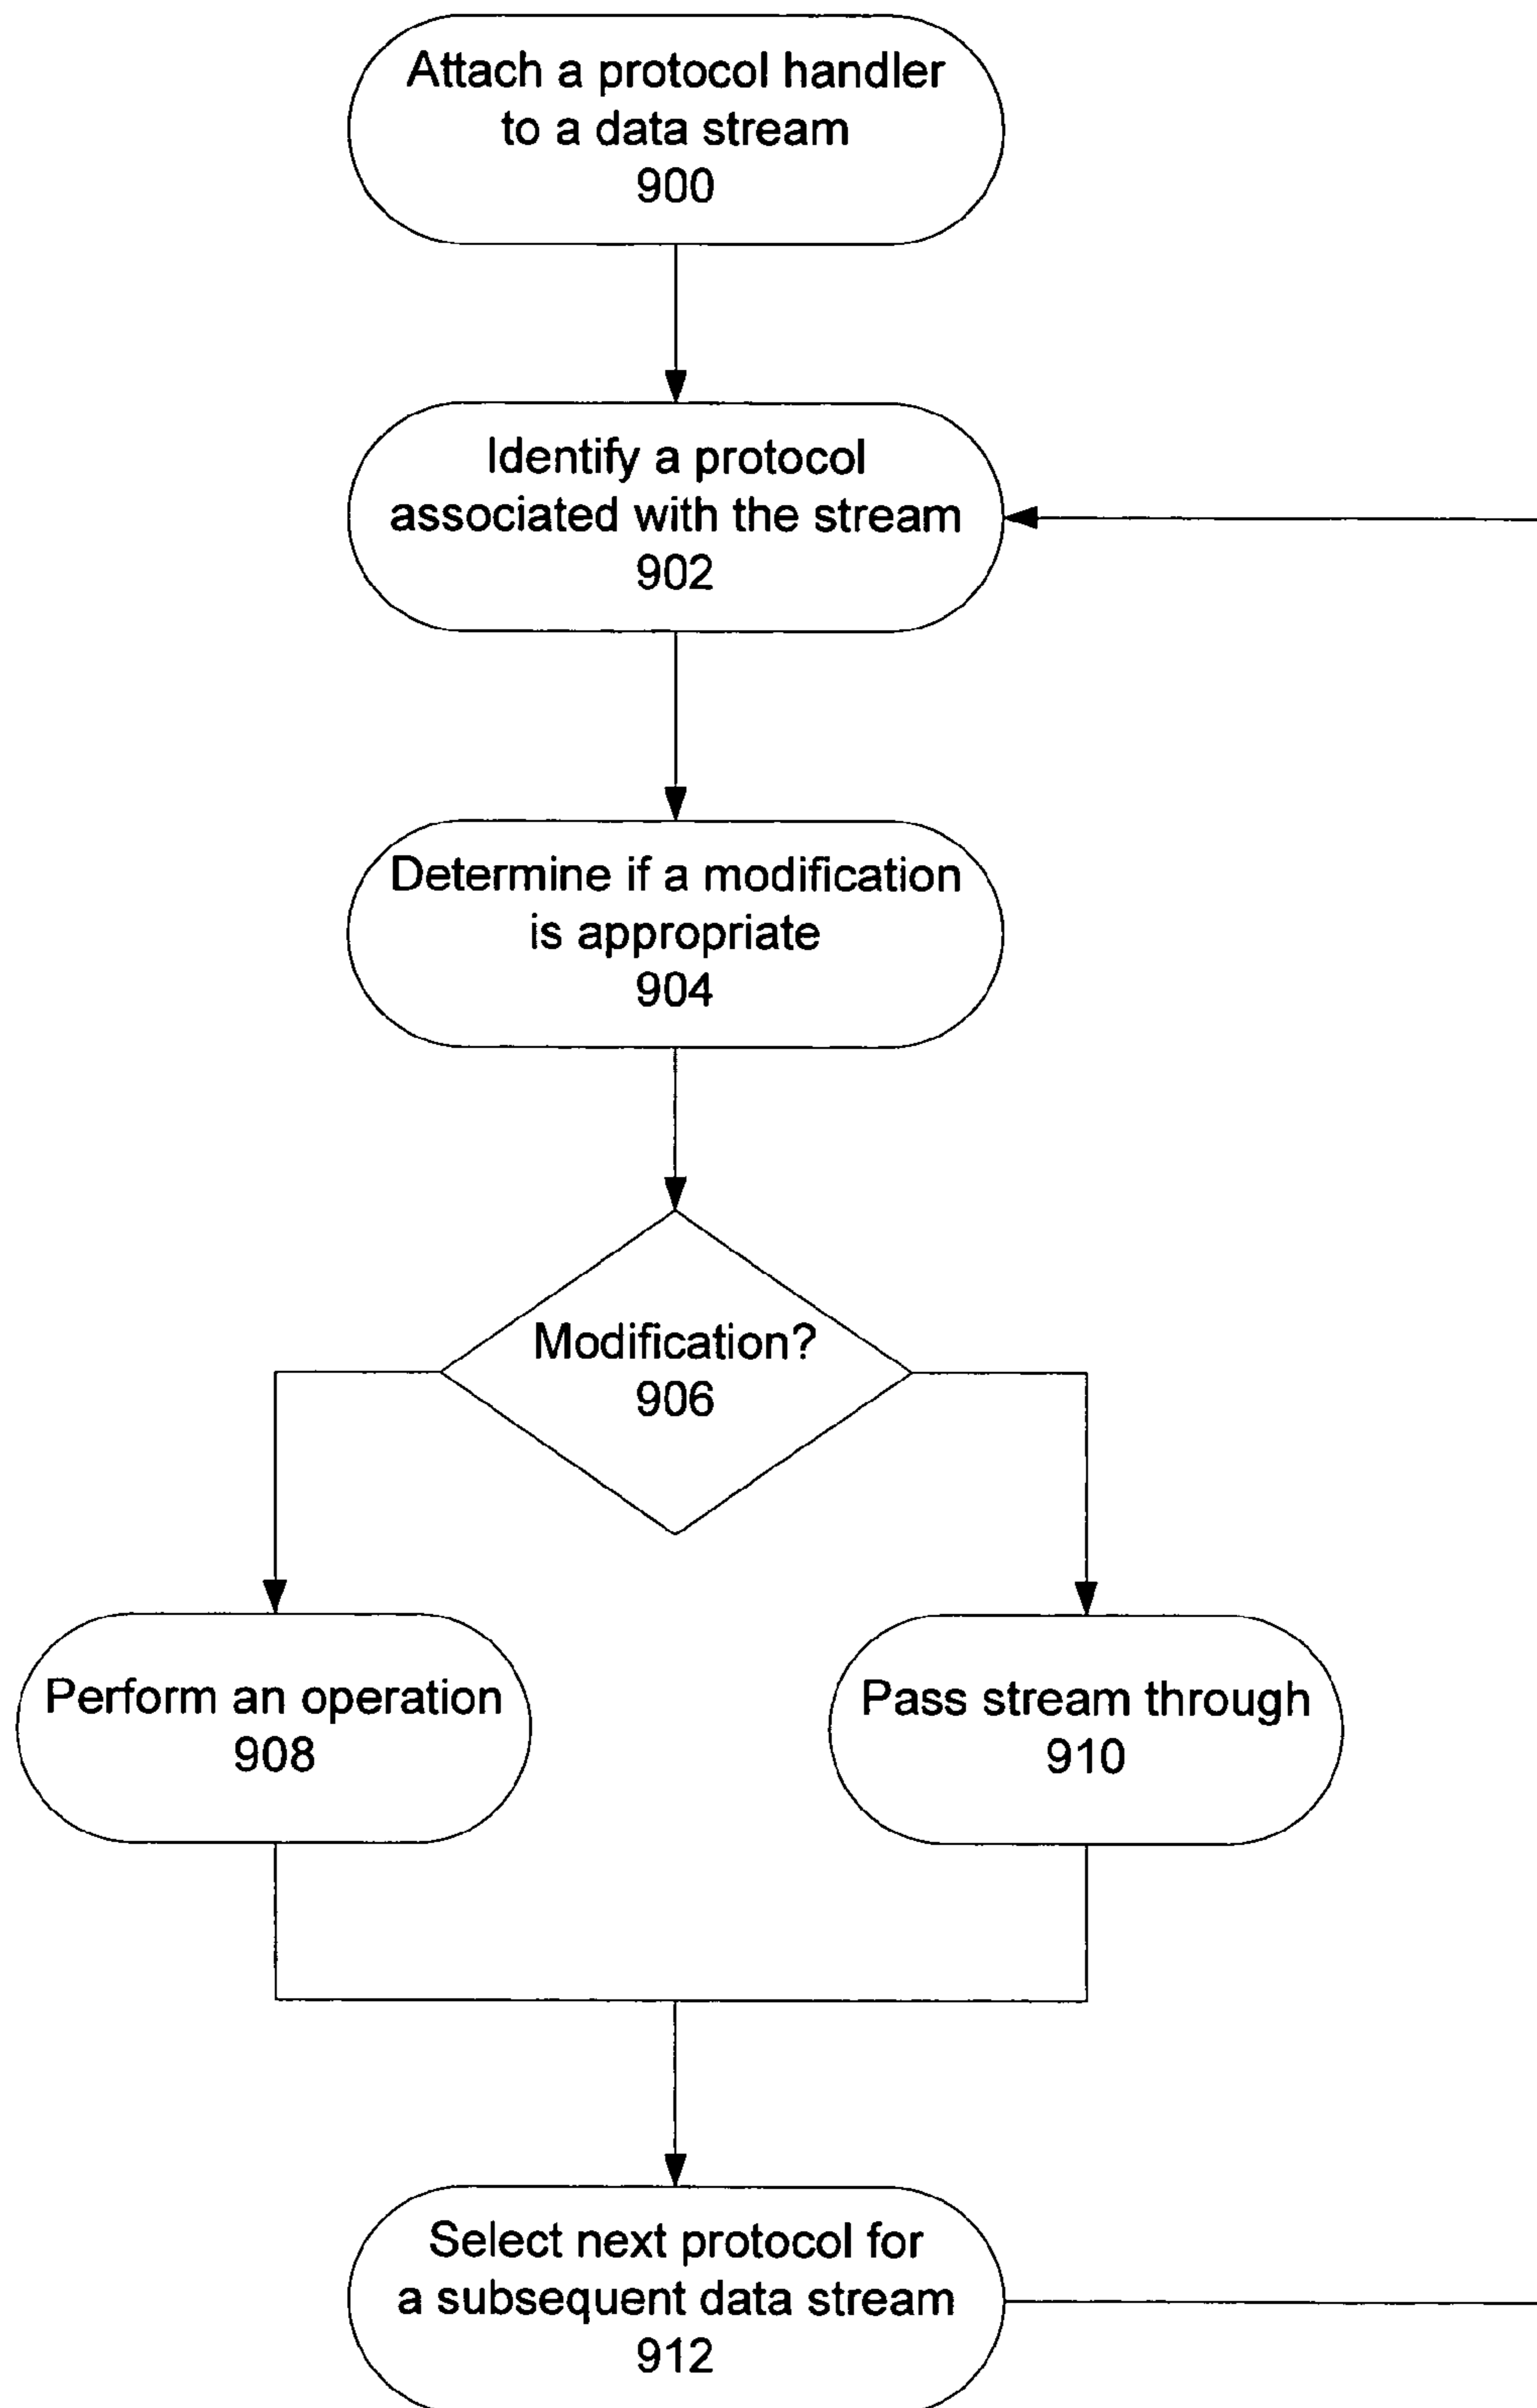 Attach a protocol handler
to a data stream
900
Identify a protocol
associated with the stream
902
Determine if a modification
is appropriate
904
Modification?
906
Perform an operation
908
Pass stream through
910
Select next protocol for
a subsequent data stream
912